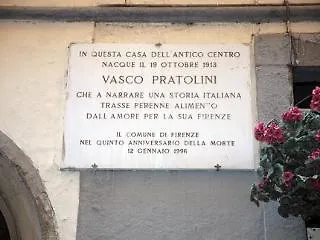 IN QUESTA CASA DELL'ANTICO CENTRO
NACQUE IL 19 OTTOBRE 1913
VASCO PRATOLINI
CHE A NARRARE UNA STORIA ITALIANA
TRASSE PERENNE ALIMENTO
DALL'AMORE PER LA SUA FIRENZE
IL COMUNE DI FIRENZE
NEL QUINTO ANNIVERSARIO DELLA MORTE
12 GENNAIO 1996